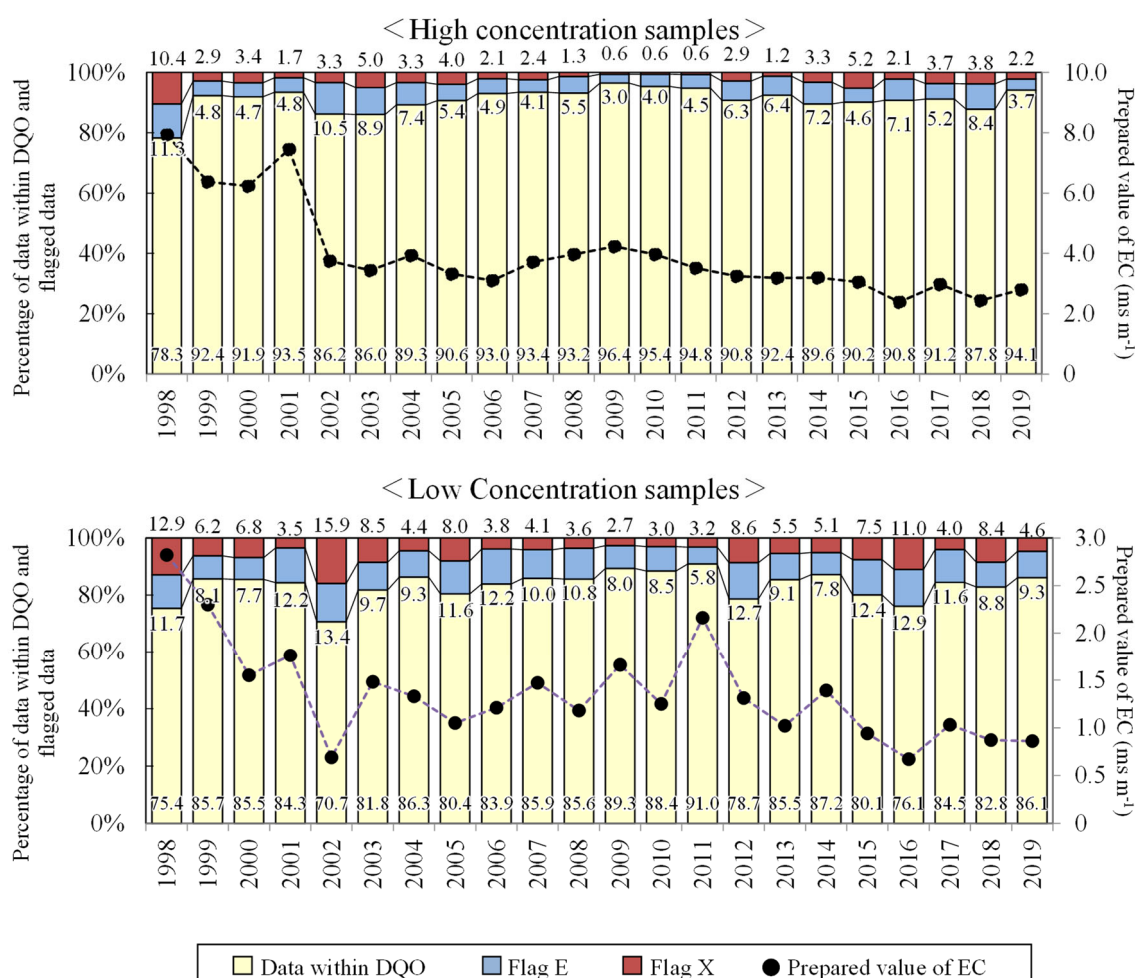 ＜High concentration samples＞
10.4 2.9 3.4 1.7 3.3 5.0 3.3 4.0 2.1 2.4 1.3 0.6 0.6 0.6 2.9 1.2 3.3 5.2 2.1 3.7 3.8 2.2
100%
80%
60%
40%
20%
0%
Percentage of data within DQO and
flagged data
11.3 4.8 4.7 4.8 10.5 8.9 7.4 5.4 4.9 4.1 5.5 3.0 4.0 4.5 6.3 6.4 7.2 4.6 7.1 5.2 8.4 3.7
78.3 92.4 91.9 93.5 86.2 86.0 89.3 90.6 93.0 93.4 93.2 96.4 95.4 94.8 90.8 92.4 89.6 90.2 90.8 91.2 87.8 94.1
10.0
8.0
6.0
4.0
2.0
0
Prepared value of EC (ms m⁻¹)
1998 1999 2000 2001 2002 2003 2004 2005 2006 2007 2008 2009 2010 2011 2012 2013 2014 2015 2016 2017 2018 2019
＜Low Concentration samples＞
12.9 6.2 6.8 3.5 15.9 8.5 4.4 8.0 3.8 4.1 3.6 2.7 3.0 3.2 8.6 5.5 5.1 7.5 11.0 4.0 8.4 4.6
100%
80%
60%
40%
20%
0%
Percentage of data within DQO and
flagged data
11.7 8.1 7.7 12.2 13.4 9.7 9.3 11.6 12.2 10.0 10.8 8.0 8.5 5.8 12.7 9.1 7.8 12.4 12.9 11.6 8.8 9.3
75.4 85.7 85.5 84.3 70.7 81.8 86.3 80.4 83.9 85.9 85.6 89.3 88.4 91.0 78.7 85.5 87.2 80.1 76.1 84.5 82.8 86.1
3.0
2.5
2.0
1.5
1.0
0.5
0
Prepared value of EC (ms m⁻¹)
1998 1999 2000 2001 2002 2003 2004 2005 2006 2007 2008 2009 2010 2011 2012 2013 2014 2015 2016 2017 2018 2019
Data within DQO Flag E Flag X Prepared value of EC